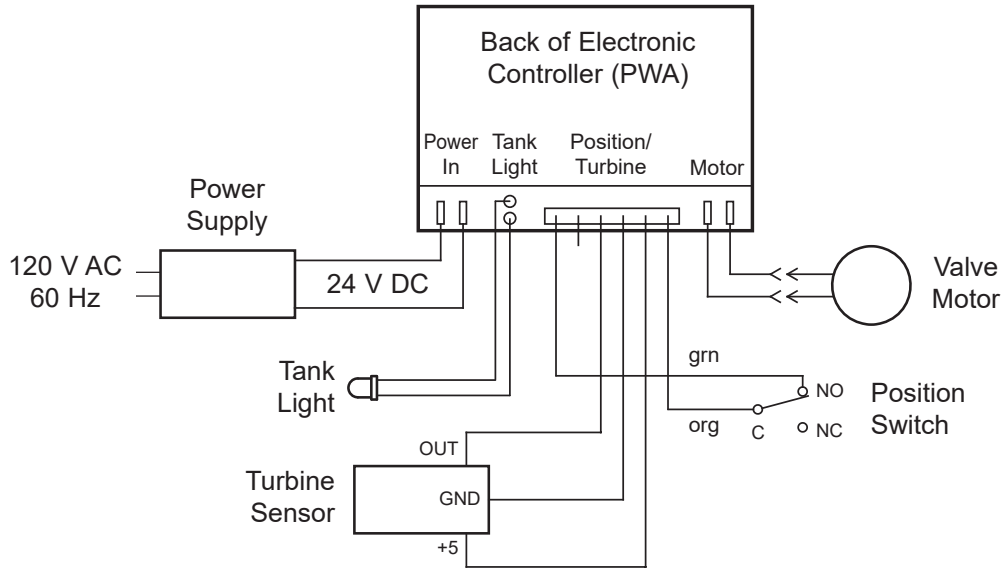 Back of Electronic
Controller (PWA)
Power
In
Tank
Light
Position/
Turbine
Motor
Power
Supply
120 V AC
60 Hz
24 V DC
Valve
Motor
Tank
Light
grn
NO
org
C
NC
Position
Switch
OUT
Turbine
Sensor
GND
+5